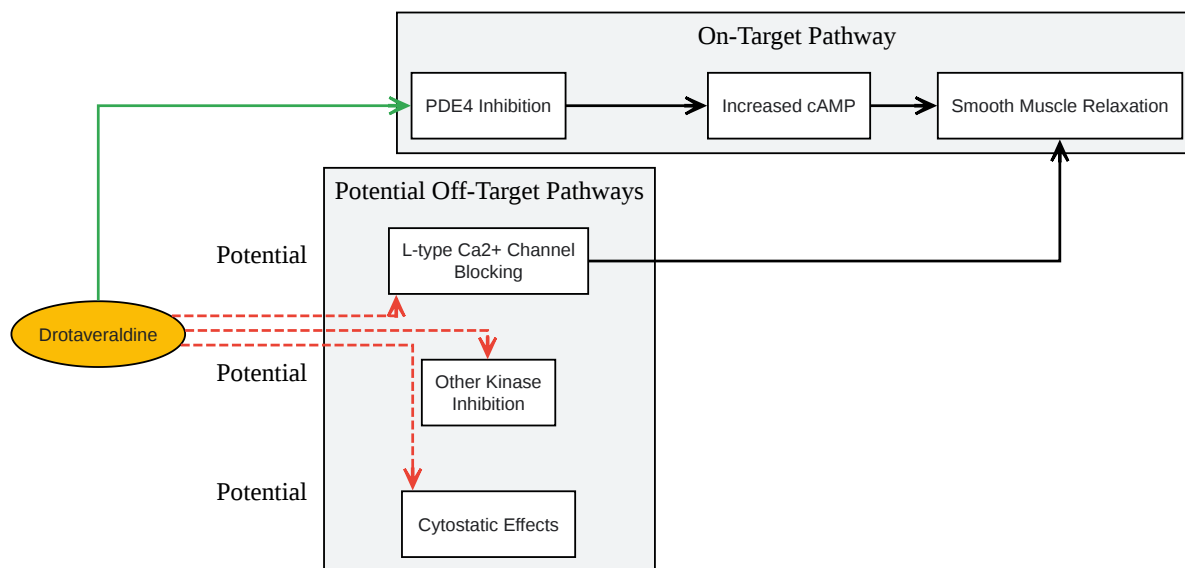 On-Target Pathway
PDE4 Inhibition
Increased cAMP
Smooth Muscle Relaxation
Potential Off-Target Pathways
Potential
L-type Ca2+ Channel
Blocking
Drotaveraldine
Potential
Other Kinase
Inhibition
Potential
Cytostatic Effects